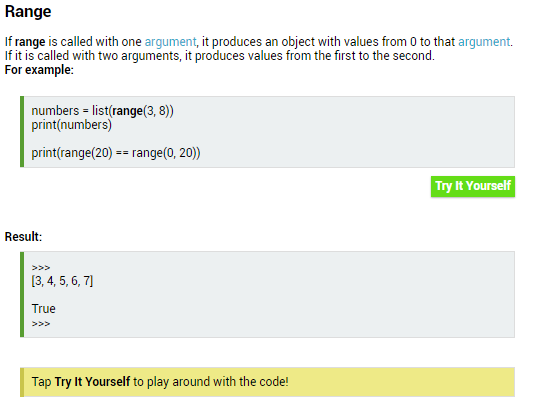 Range
If range is called with one argument, it produces an object with values from 0 to that argument.
If it is called with two arguments, it produces values from the first to the second.
For example:
numbers = list(range(3, 8))
print(numbers)
print(range(20) == range(0, 20))
Try It Yourself
Result:
>>>
[3, 4, 5, 6, 7]
True
>>>
Tap Try It Yourself to play around with the code!